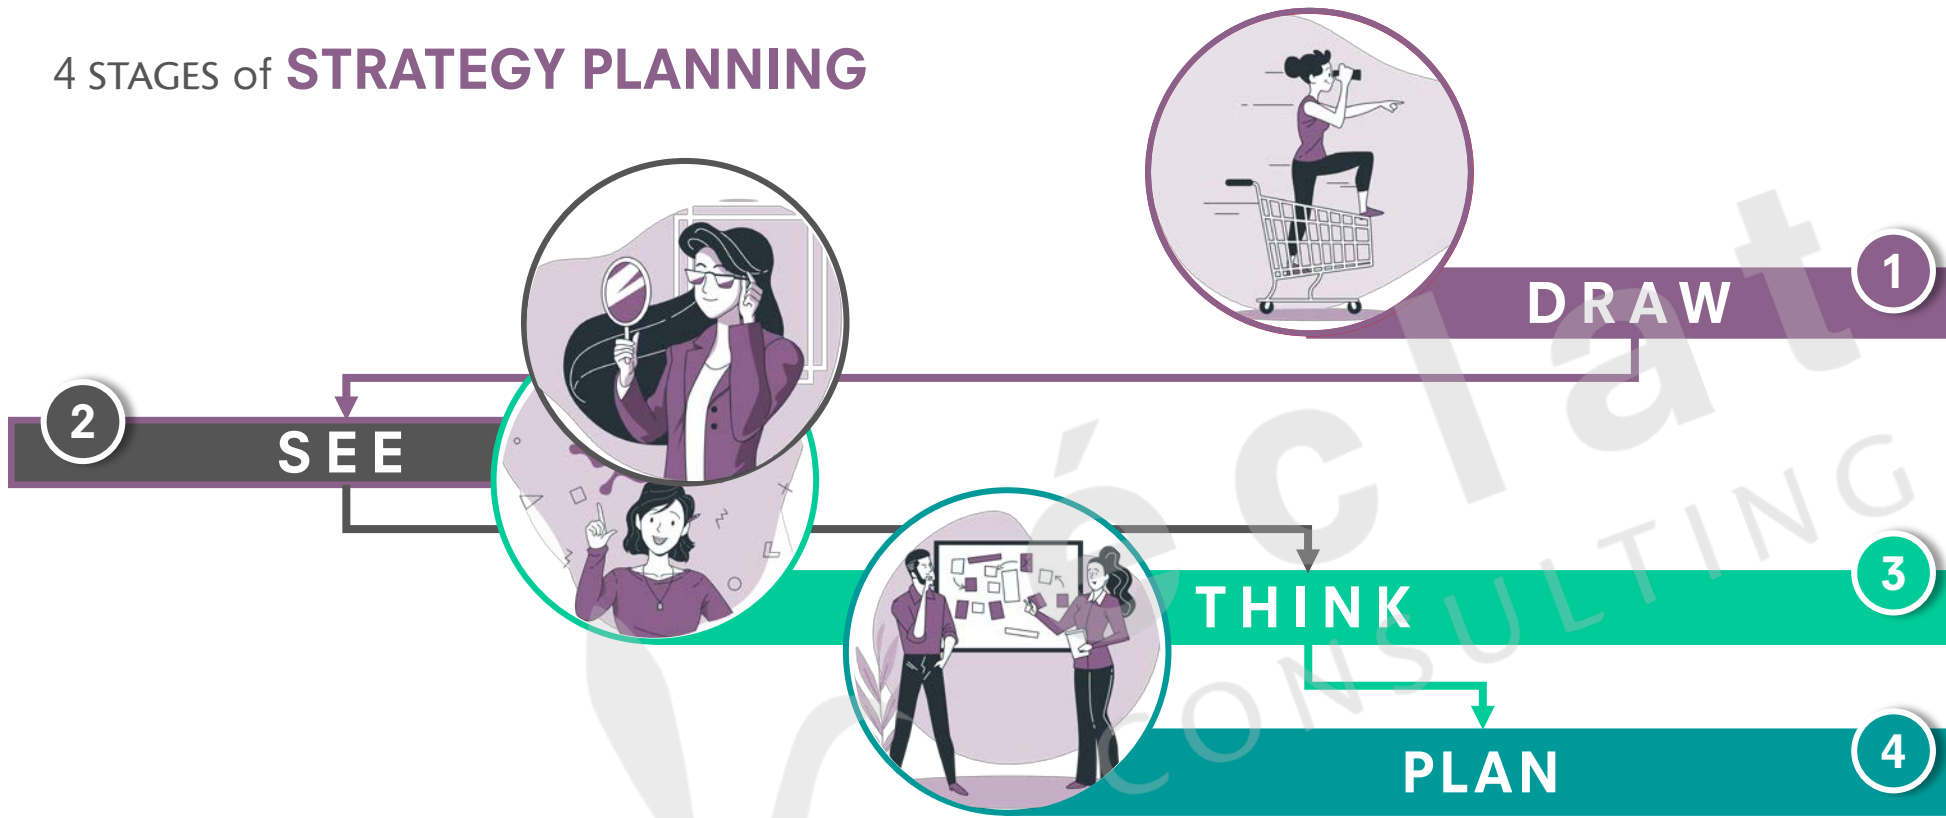 4 STAGES of STRATEGY PLANNING
1
DRAW
2
SEE
3
THINK
4
PLAN
éclat
CONSULTING